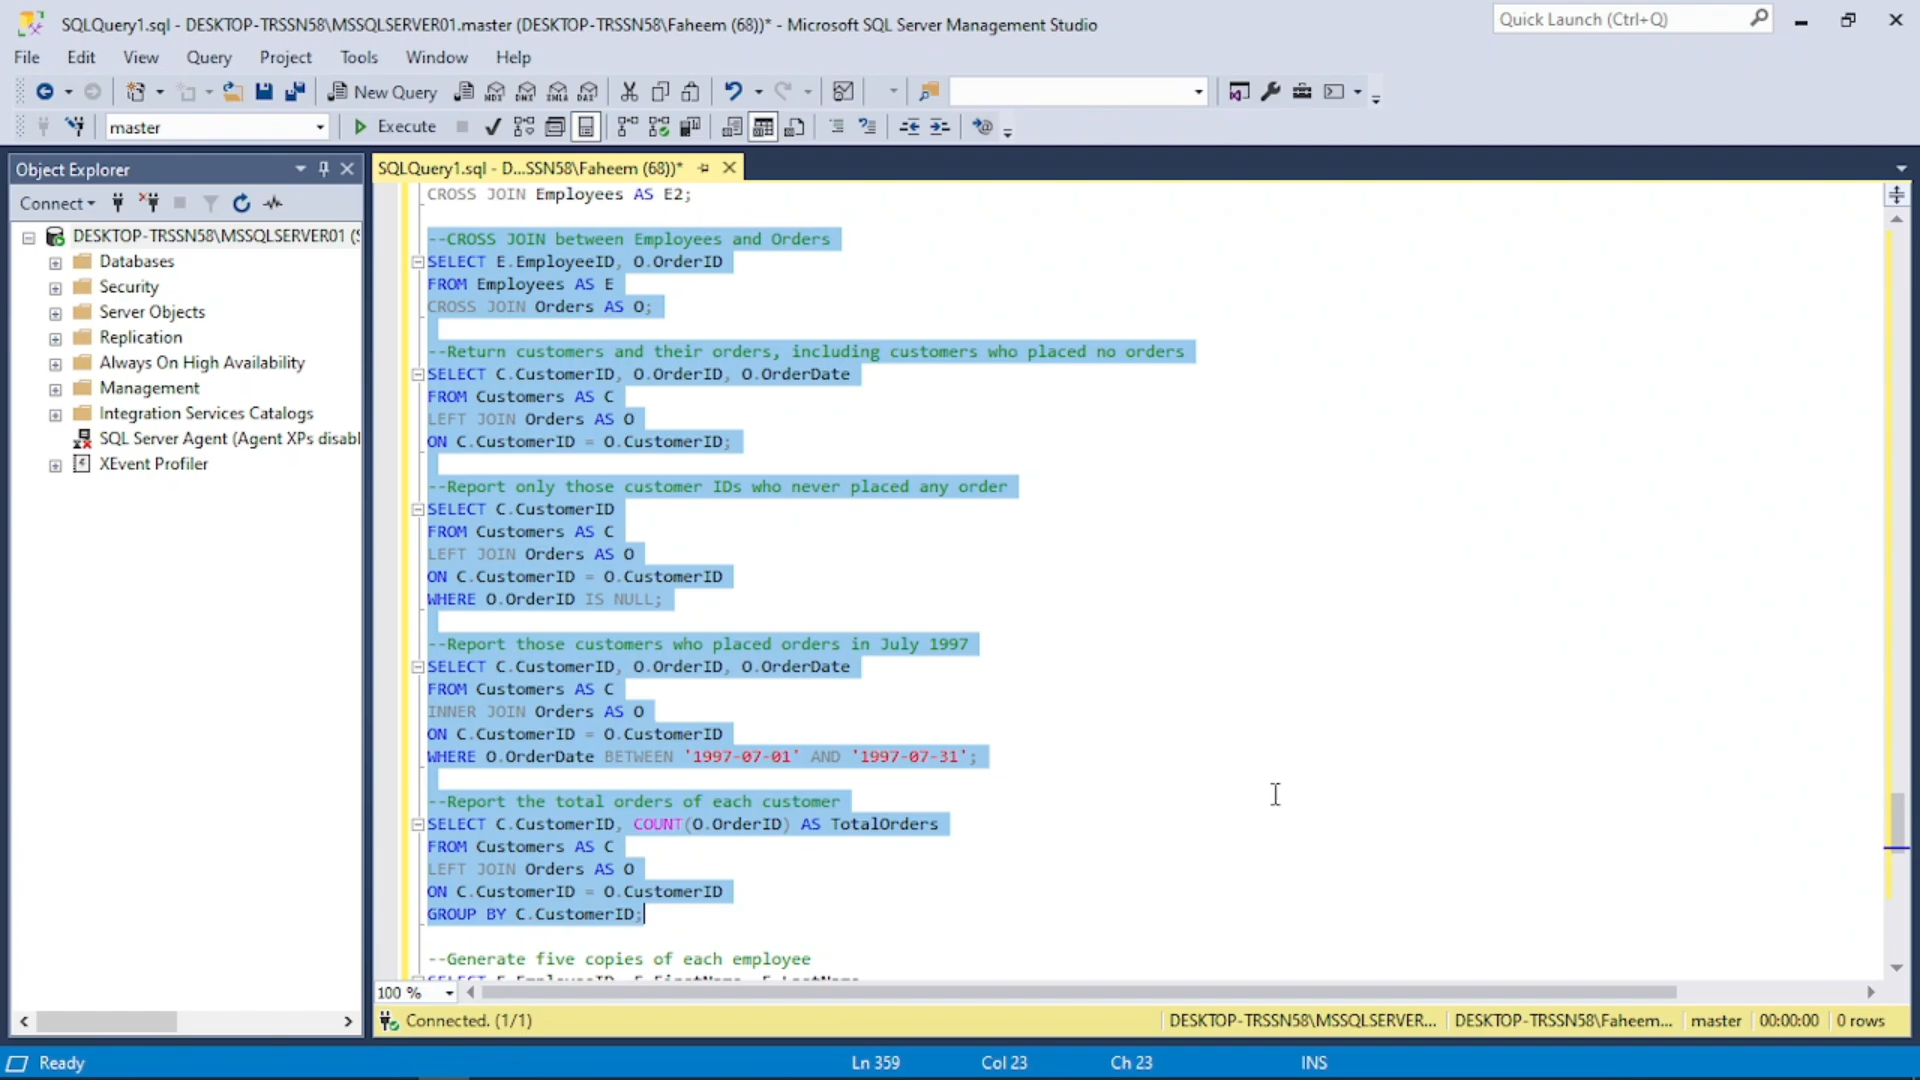 SQLQuery1.sql - DESKTOP-TRSSN58\MSSQLSERVER01.master (DESKTOP-TRSSN58\Faheem (68))* - Microsoft SQL Server Management Studio
Quick Launch (Ctrl+Q)
File Edit View Query Project Tools Window Help
New Query
MDX DMX XMLA DAX
master
Execute
Object Explorer
SQLQuery1.sql - D...SSN58\Faheem (68))*
Connect
DESKTOP-TRSSN58\MSSQLSERVER01 (S
Databases
Security
Server Objects
Replication
Always On High Availability
Management
Integration Services Catalogs
SQL Server Agent (Agent XPs disabl
XEvent Profiler
CROSS JOIN Employees AS E2;
--CROSS JOIN between Employees and Orders
SELECT E.EmployeeID, O.OrderID
FROM Employees AS E
CROSS JOIN Orders AS O;
--Return customers and their orders, including customers who placed no orders
SELECT C.CustomerID, O.OrderID, O.OrderDate
FROM Customers AS C
LEFT JOIN Orders AS O
ON C.CustomerID = O.CustomerID;
--Report only those customer IDs who never placed any order
SELECT C.CustomerID
FROM Customers AS C
LEFT JOIN Orders AS O
ON C.CustomerID = O.CustomerID
WHERE O.OrderID IS NULL;
--Report those customers who placed orders in July 1997
SELECT C.CustomerID, O.OrderID, O.OrderDate
FROM Customers AS C
INNER JOIN Orders AS O
ON C.CustomerID = O.CustomerID
WHERE O.OrderDate BETWEEN '1997-07-01' AND '1997-07-31';
--Report the total orders of each customer
SELECT C.CustomerID, COUNT(O.OrderID) AS TotalOrders
FROM Customers AS C
LEFT JOIN Orders AS O
ON C.CustomerID = O.CustomerID
GROUP BY C.CustomerID;
--Generate five copies of each employee
SELECT E.EmployeeID, E.FirstName, E.LastName
100 %
Connected. (1/1)
DESKTOP-TRSSN58\MSSQLSERVER... DESKTOP-TRSSN58\Faheem... master 00:00:00 0 rows
Ready
Ln 359 Col 23 Ch 23 INS